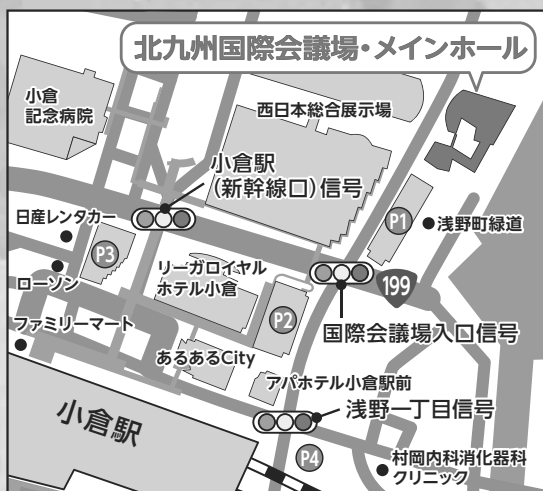 北九州国際会議場・メインホール
小倉
記念病院
西日本総合展示場
小倉駅
(新幹線口)信号
P1
浅野町緑道
日産レンタカー
P3
ローソン
リーガロイヤル
ホテル小倉
199
P2
国際会議場入口信号
ファミリーマート
あるあるCity
アパホテル小倉駅前
浅野一丁目信号
小倉駅
P4
村岡内科消化器科
クリニック